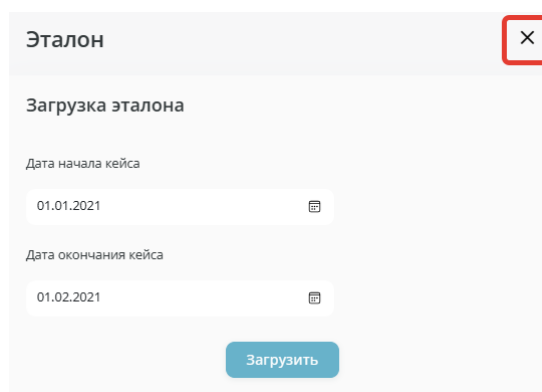 Эталон
Загрузка эталона
Дата начала кейса
01.01.2021
Дата окончания кейса
01.02.2021
Загрузить